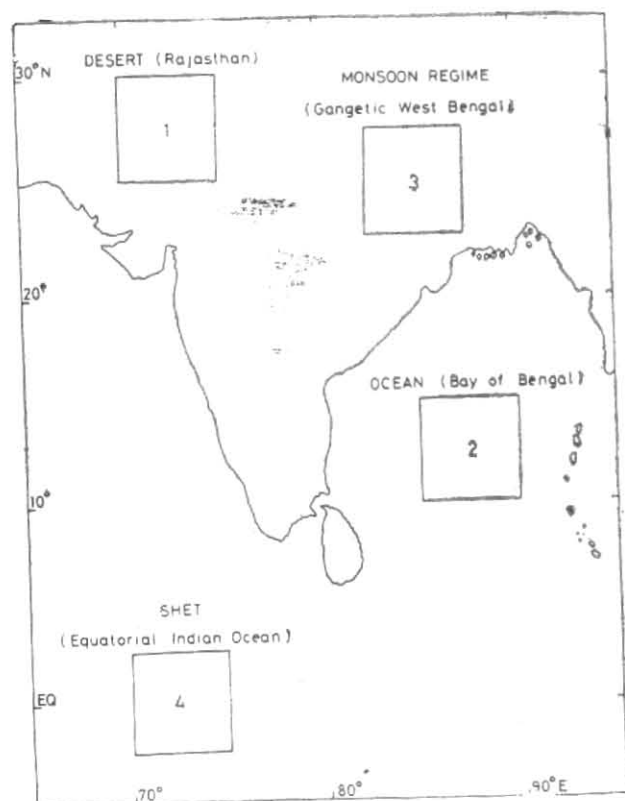 DESERT (Rajasthan)
30°N
MONSOON REGIME
(Gangetic West Bengal)
1
3
20°
OCEAN (Bay of Bengal)
2
10°
SHET
(Equatorial Indian Ocean)
EQ
4
70°
80°
90°E